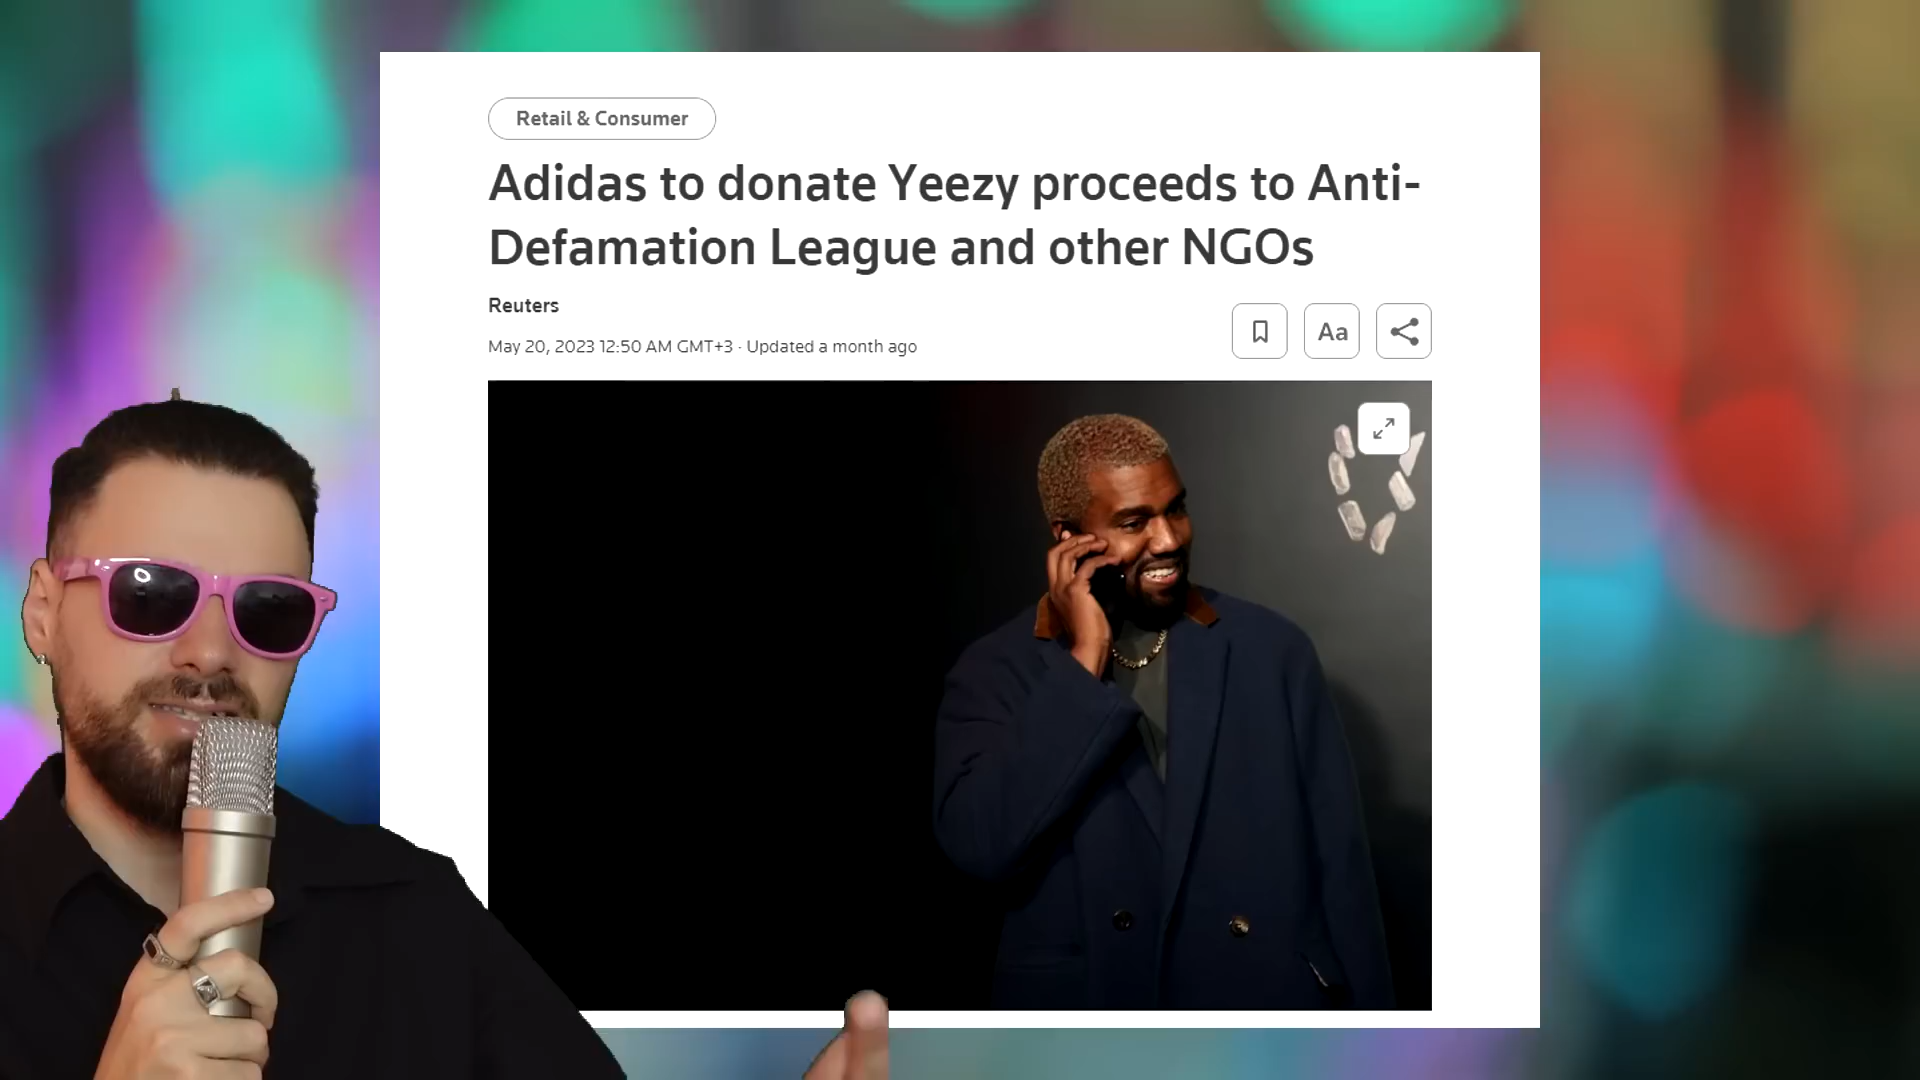 Retail & Consumer
Adidas to donate Yeezy proceeds to Anti-
Defamation League and other NGOs
Reuters
May 20, 2023 12:50 AM GMT+3 · Updated a month ago
Aa